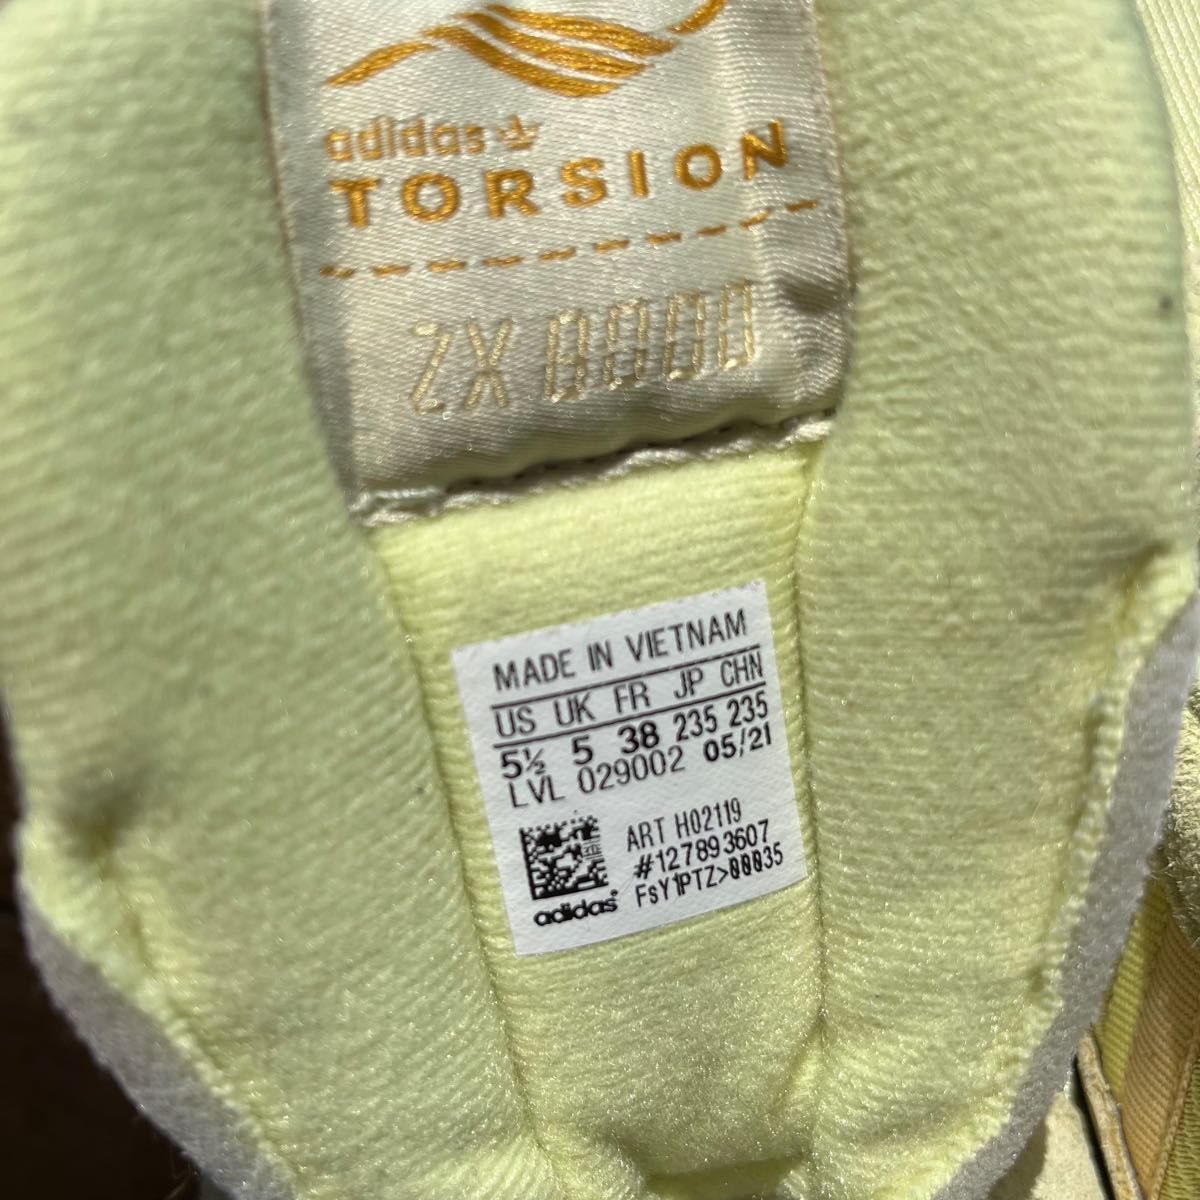 adidas
TORSION
ZX 8000
MADE IN VIETNAM
US UK FR JP CHN
5½ 5 38 235 235
LVL 029002 05/21
ART H02119
#127893607
FsY1PTZ>00035
adidas